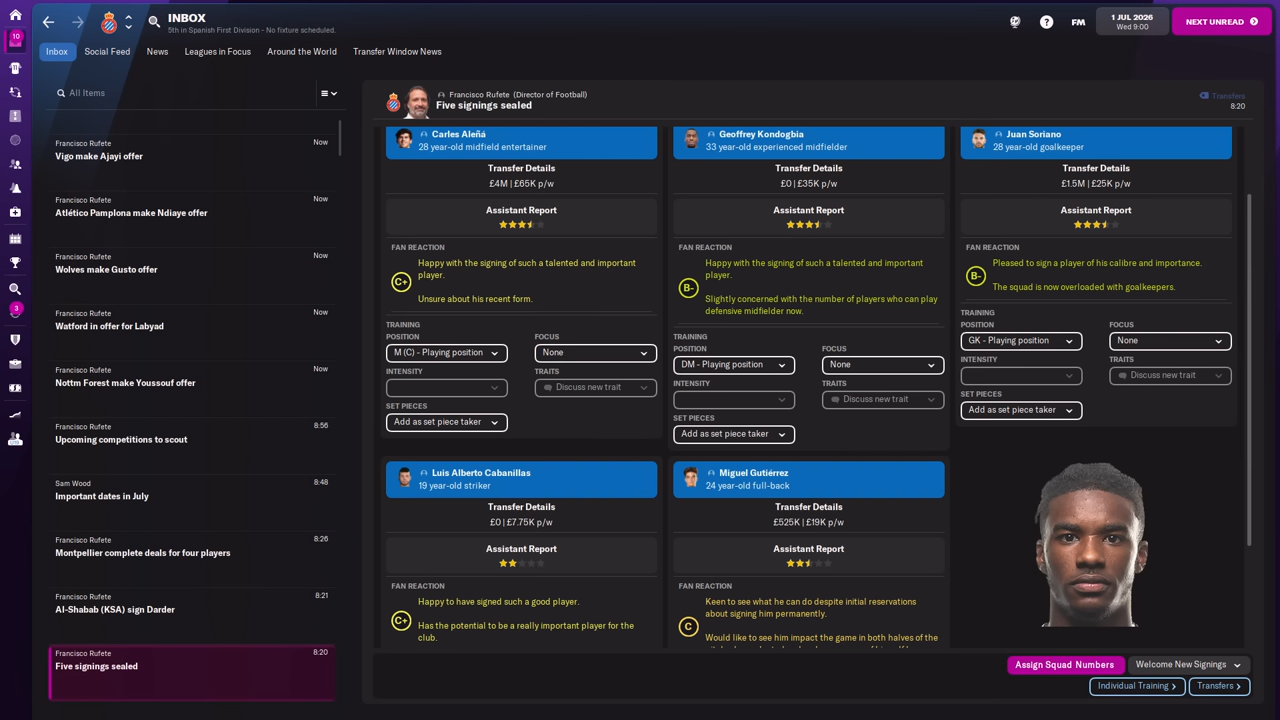 INBOX
5th in Spanish First Division - No fixture scheduled.
FM
1 JUL 2026
Wed 9:00
NEXT UNREAD
10
3
Inbox
Social Feed
News
Leagues in Focus
Around the World
Transfer Window News
All Items
Francisco Rufete
Now
Vigo make Ajayi offer
Francisco Rufete
Now
Atlético Pamplona make Ndiaye offer
Francisco Rufete
Now
Wolves make Gusto offer
Francisco Rufete
Now
Watford in offer for Labyad
Francisco Rufete
Now
Nottm Forest make Youssouf offer
Francisco Rufete
8:56
Upcoming competitions to scout
Sam Wood
8:48
Important dates in July
Francisco Rufete
8:26
Montpellier complete deals for four players
Francisco Rufete
8:21
Al-Shabab (KSA) sign Darder
Francisco Rufete
8:20
Five signings sealed
Francisco Rufete (Director of Football)
Five signings sealed
Transfers
8:20
Carles Aleñá
28 year-old midfield entertainer
Transfer Details
£4M | £65K p/w
Assistant Report
FAN REACTION
C+
Happy with the signing of such a talented and important
player.
Unsure about his recent form.
TRAINING
POSITION
FOCUS
M (C) - Playing position
None
INTENSITY
TRAITS
Discuss new trait
SET PIECES
Add as set piece taker
Geoffrey Kondogbia
33 year-old experienced midfielder
Transfer Details
£0 | £35K p/w
Assistant Report
FAN REACTION
B-
Happy with the signing of such a talented and important
player.
Slightly concerned with the number of players who can play
defensive midfielder now.
TRAINING
POSITION
FOCUS
DM - Playing position
None
INTENSITY
TRAITS
Discuss new trait
SET PIECES
Add as set piece taker
Juan Soriano
28 year-old goalkeeper
Transfer Details
£1.5M | £25K p/w
Assistant Report
FAN REACTION
B-
Pleased to sign a player of his calibre and importance.
The squad is now overloaded with goalkeepers.
TRAINING
POSITION
FOCUS
GK - Playing position
None
INTENSITY
TRAITS
Discuss new trait
SET PIECES
Add as set piece taker
Luis Alberto Cabanillas
19 year-old striker
Transfer Details
£0 | £7.75K p/w
Assistant Report
FAN REACTION
C+
Happy to have signed such a good player.
Has the potential to be a really important player for the
club.
Miguel Gutiérrez
24 year-old full-back
Transfer Details
£525K | £19K p/w
Assistant Report
FAN REACTION
C
Keen to see what he can do despite initial reservations
about signing him permanently.
Would like to see him impact the game in both halves of the
Assign Squad Numbers
Welcome New Signings
Individual Training
Transfers